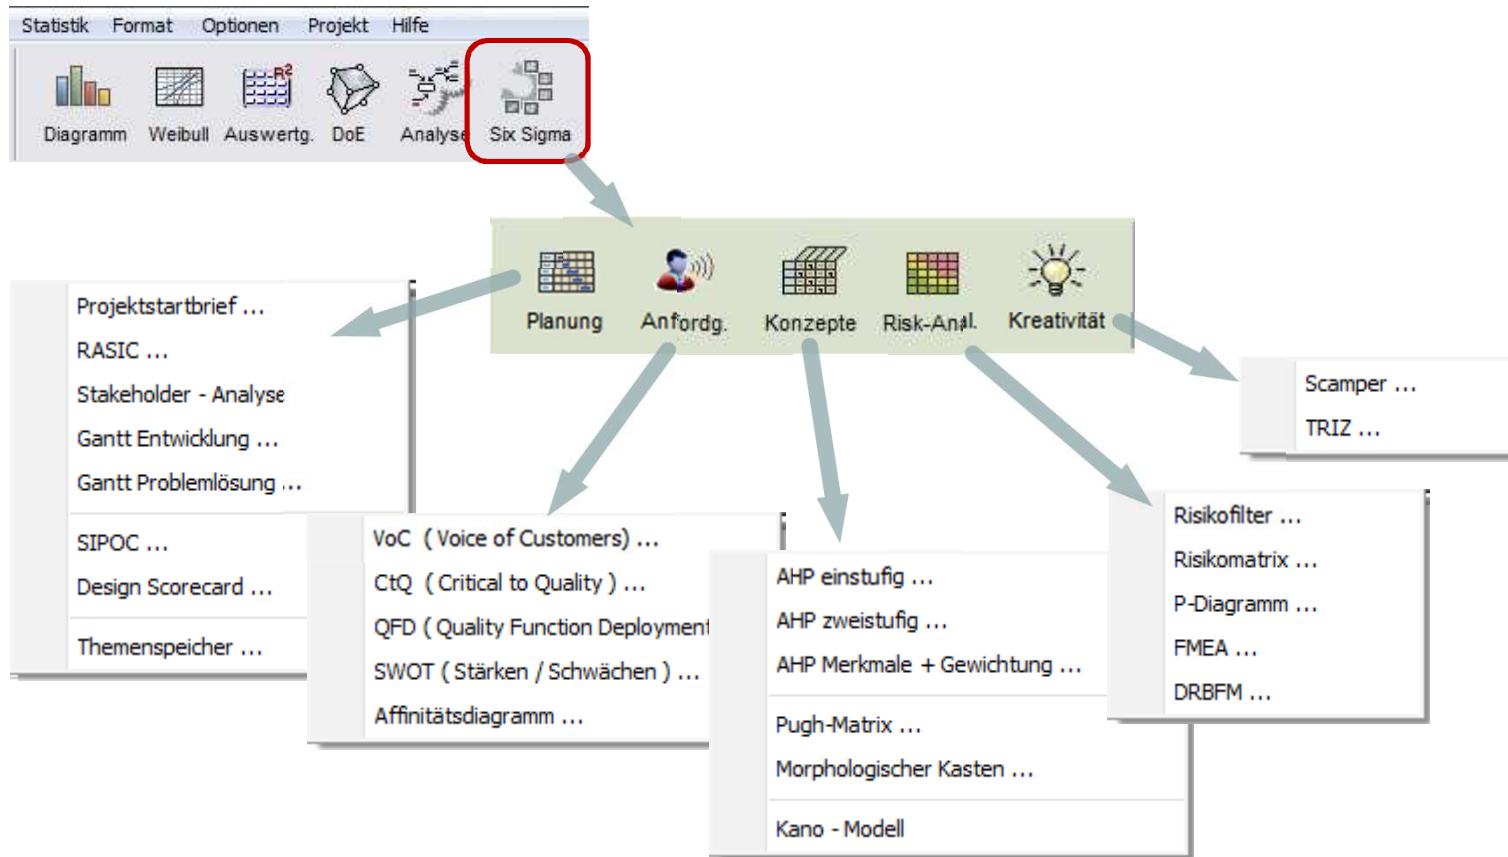 Statistik Format Optionen Projekt Hilfe
R²
Diagramm Weibull Auswertg. DoE Analyse Six Sigma
Planung Anfordg. Konzepte Risk-Anal. Kreativität
Projektstartbrief ...
RASIC ...
Stakeholder - Analyse
Gantt Entwicklung ...
Gantt Problemlösung ...
SIPOC ...
Design Scorecard ...
Themenspeicher ...
VoC ( Voice of Customers) ...
CtQ ( Critical to Quality ) ...
QFD ( Quality Function Deployment
SWOT ( Stärken / Schwächen ) ...
Affinitätsdiagramm ...
AHP einstufig ...
AHP zweistufig ...
AHP Merkmale + Gewichtung ...
Pugh-Matrix ...
Morphologischer Kasten ...
Kano - Modell
Risikofilter ...
Risikomatrix ...
P-Diagramm ...
FMEA ...
DRBFM ...
Scamper ...
TRIZ ...